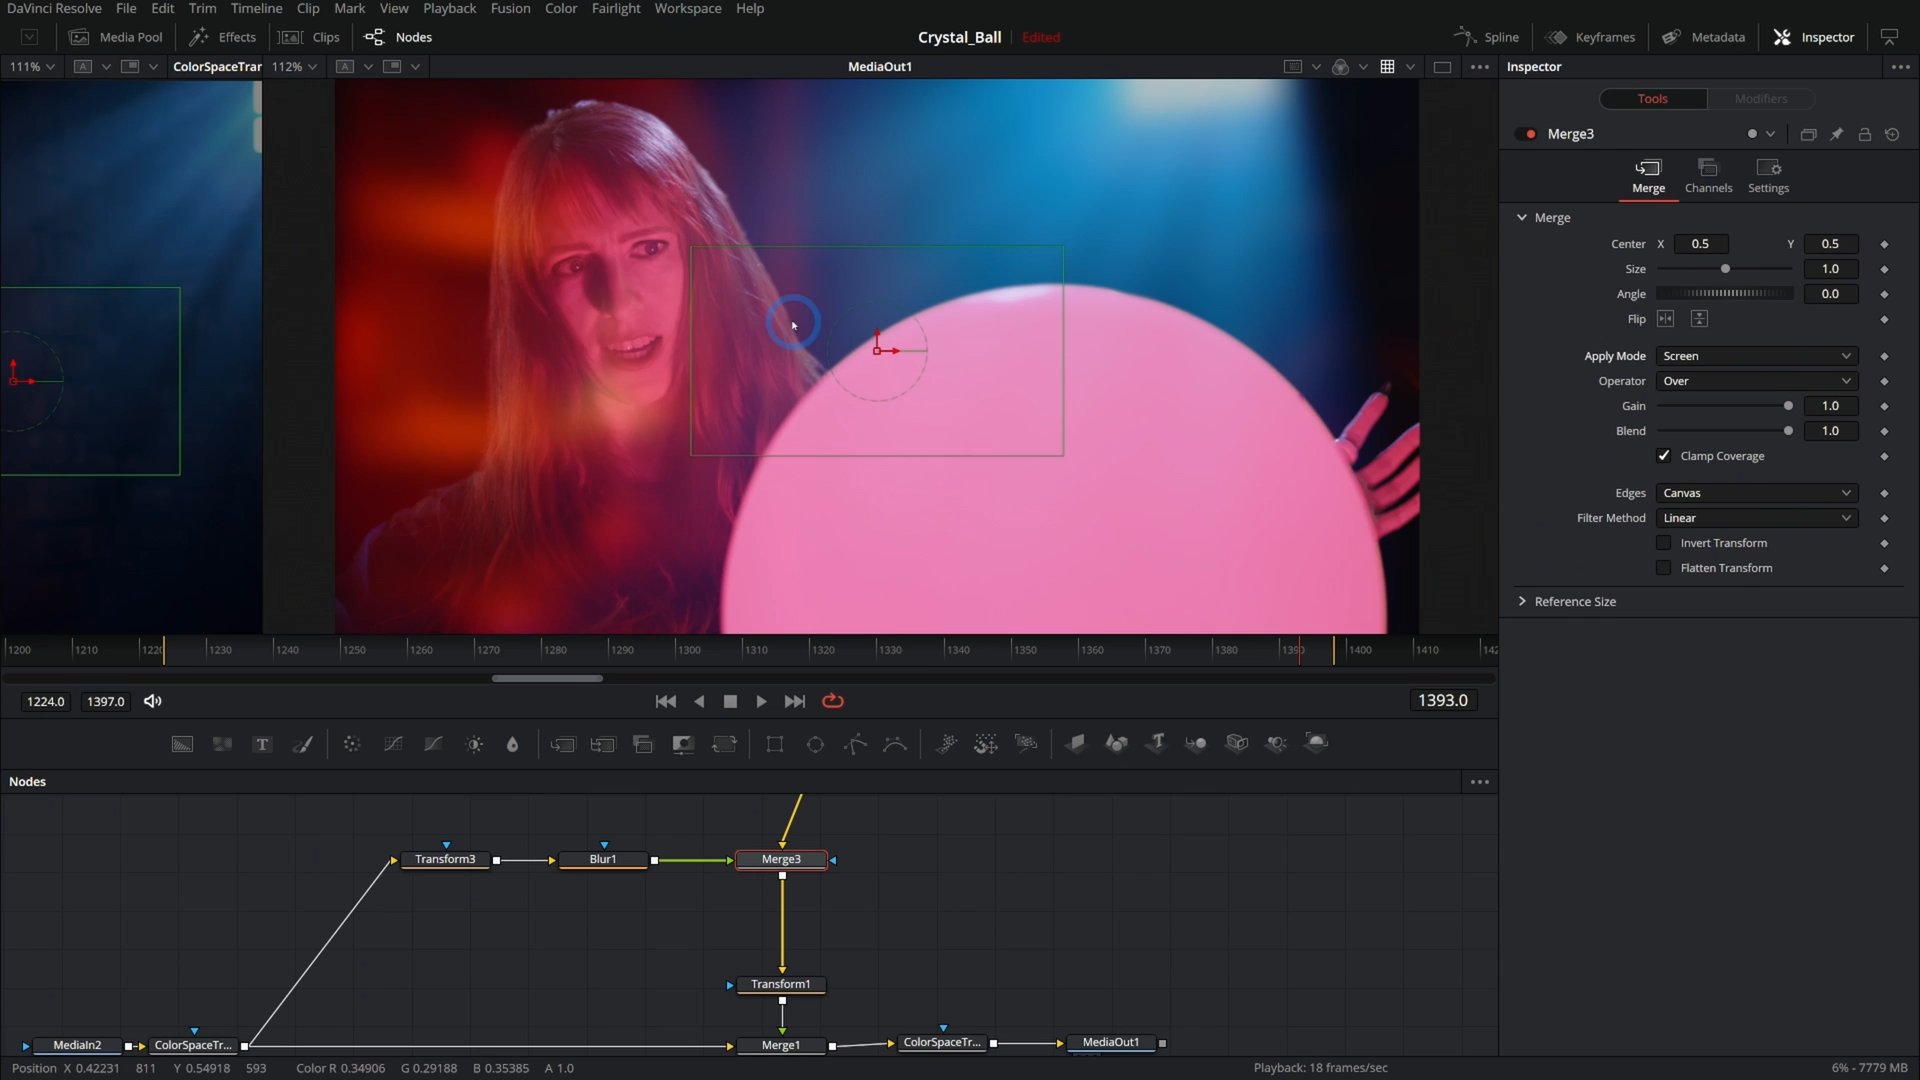 DaVinci Resolve File Edit Trim Timeline Clip Mark View Playback Fusion Color Fairlight Workspace Help
Media Pool Effects Clips Nodes Crystal_Ball Edited Spline Keyframes Metadata Inspector
111% A ColorSpaceTrar 112% A MediaOut1 Inspector
Tools Modifiers
Merge3
Merge Channels Settings
Merge
Center X 0.5 Y 0.5
Size 1.0
Angle 0.0
Flip
Apply Mode Screen
Operator Over
Gain 1.0
Blend 1.0
Clamp Coverage
Edges Canvas
Filter Method Linear
Invert Transform
Flatten Transform
Reference Size
1200 1210 1220 1230 1240 1250 1260 1270 1280 1290 1300 1310 1320 1330 1340 1350 1360 1370 1380 1390 1400 1410 142
1224.0 1397.0 1393.0
T T
Nodes
Transform3 Blur1 Merge3
Transform1
MediaIn2 ColorSpaceTr... Merge1 ColorSpaceTr... MediaOut1
Position X 0.42231 811 Y 0.54918 593 Color R 0.34906 G 0.29188 B 0.35385 A 1.0 Playback: 18 frames/sec 6% - 7779 MB